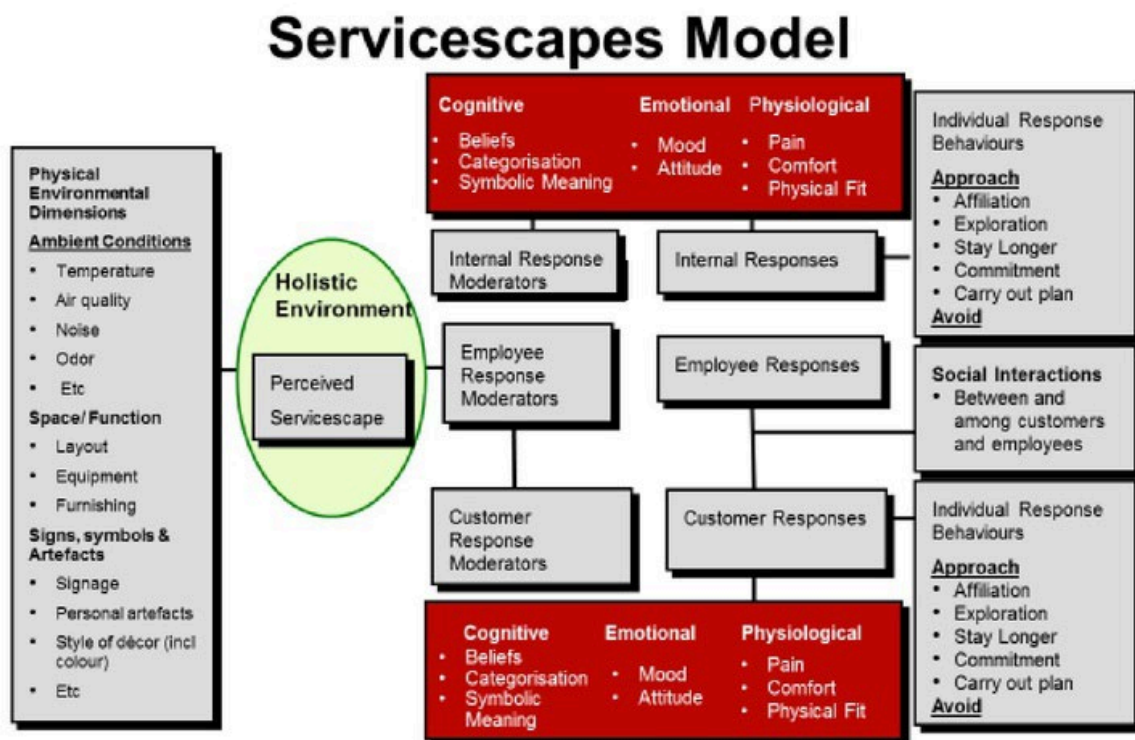 Servicescapes Model
Physical
Environmental
Dimensions
Ambient Conditions
• Temperature
• Air quality
• Noise
• Odor
• Etc
Space/ Function
• Layout
• Equipment
• Furnishing
Signs, symbols &
Artefacts
• Signage
• Personal artefacts
• Style of décor (incl
colour)
• Etc
Holistic
Environment
Perceived
Servicescape
Cognitive
• Beliefs
• Categorisation
• Symbolic Meaning
Emotional
• Mood
• Attitude
Physiological
• Pain
• Comfort
• Physical Fit
Internal Response
Moderators
Internal Responses
Employee
Response
Moderators
Employee Responses
Customer
Response
Moderators
Customer Responses
Cognitive
• Beliefs
• Categorisation
• Symbolic
Meaning
Emotional
• Mood
• Attitude
Physiological
• Pain
• Comfort
• Physical Fit
Individual Response
Behaviours
Approach
• Affiliation
• Exploration
• Stay Longer
• Commitment
• Carry out plan
Avoid
Social Interactions
• Between and
among customers
and employees
Individual Response
Behaviours
Approach
• Affiliation
• Exploration
• Stay Longer
• Commitment
• Carry out plan
Avoid